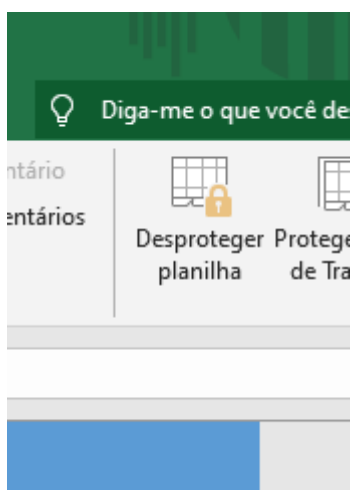 Diga-me o que você de
ntário
entários
Desproteger
planilha
Protege
de Tra